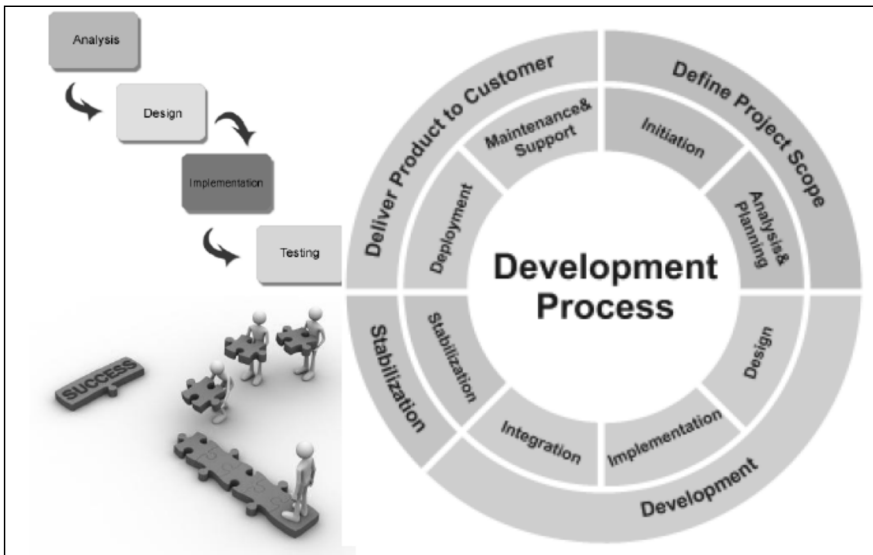 Analysis
Design
Implementation
Testing
SUCCESS
Development
Process
Define Project Scope
Initiation
Analysis&
Planning
Development
Design
Implementation
Integration
Stabilization
Stabilization
Deliver Product to Customer
Deployment
Maintenance&
Support